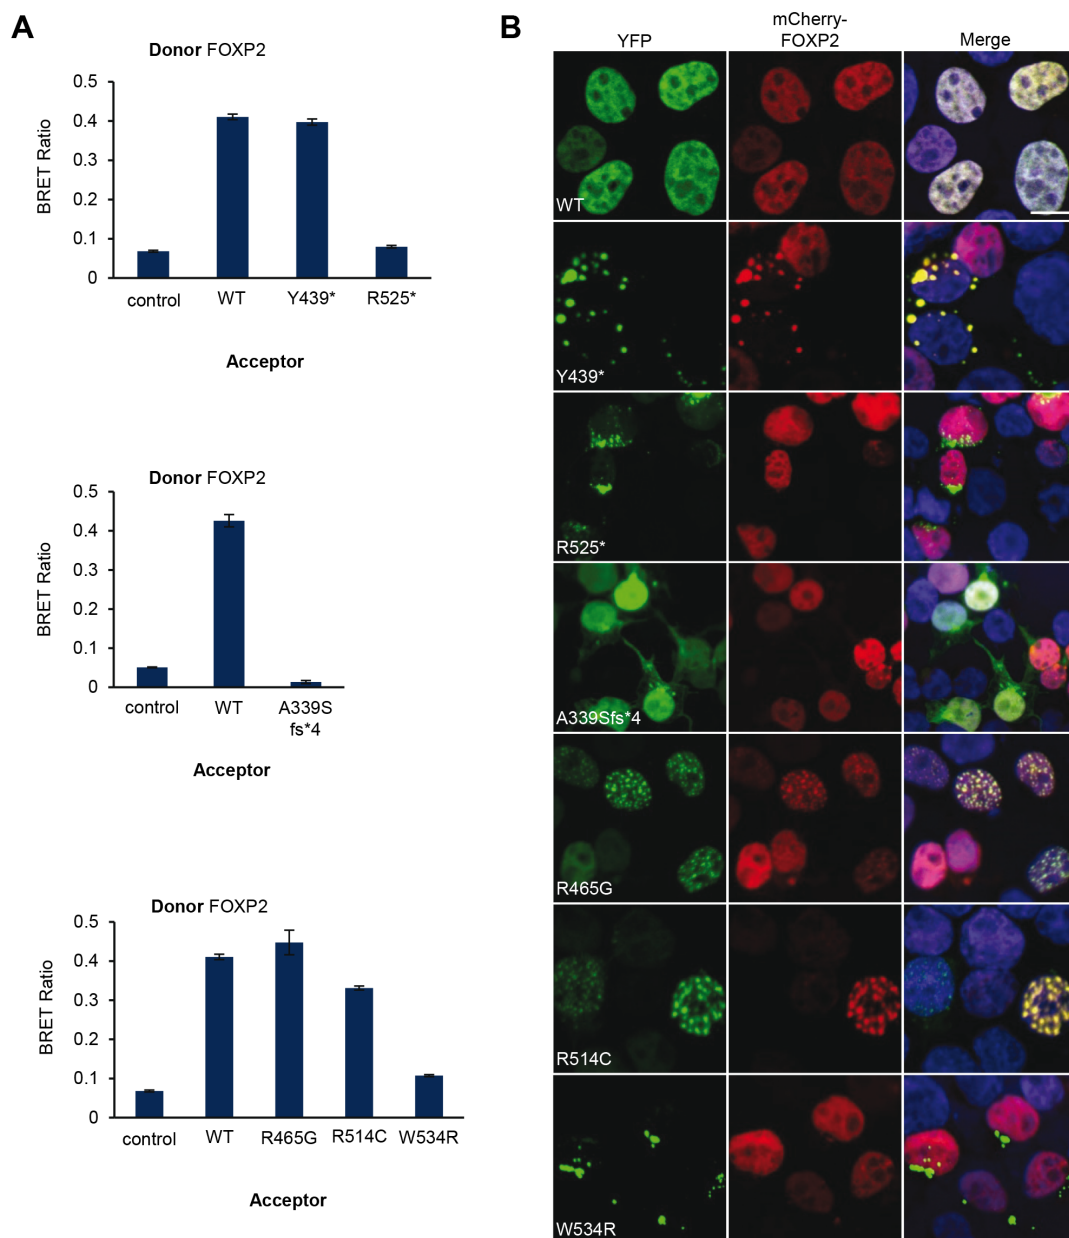 A
Donor FOXP2
BRET Ratio
0.5
0.4
0.3
0.2
0.1
0
control WT Y439* R525*
Acceptor
Donor FOXP2
BRET Ratio
0.5
0.4
0.3
0.2
0.1
0
control WT A339S
fs*4
Acceptor
Donor FOXP2
BRET Ratio
0.5
0.4
0.3
0.2
0.1
0
control WT R465G R514C W534R
Acceptor
B
YFP mCherry-
FOXP2 Merge
WT
Y439*
R525*
A339Sfs*4
R465G
R514C
W534R